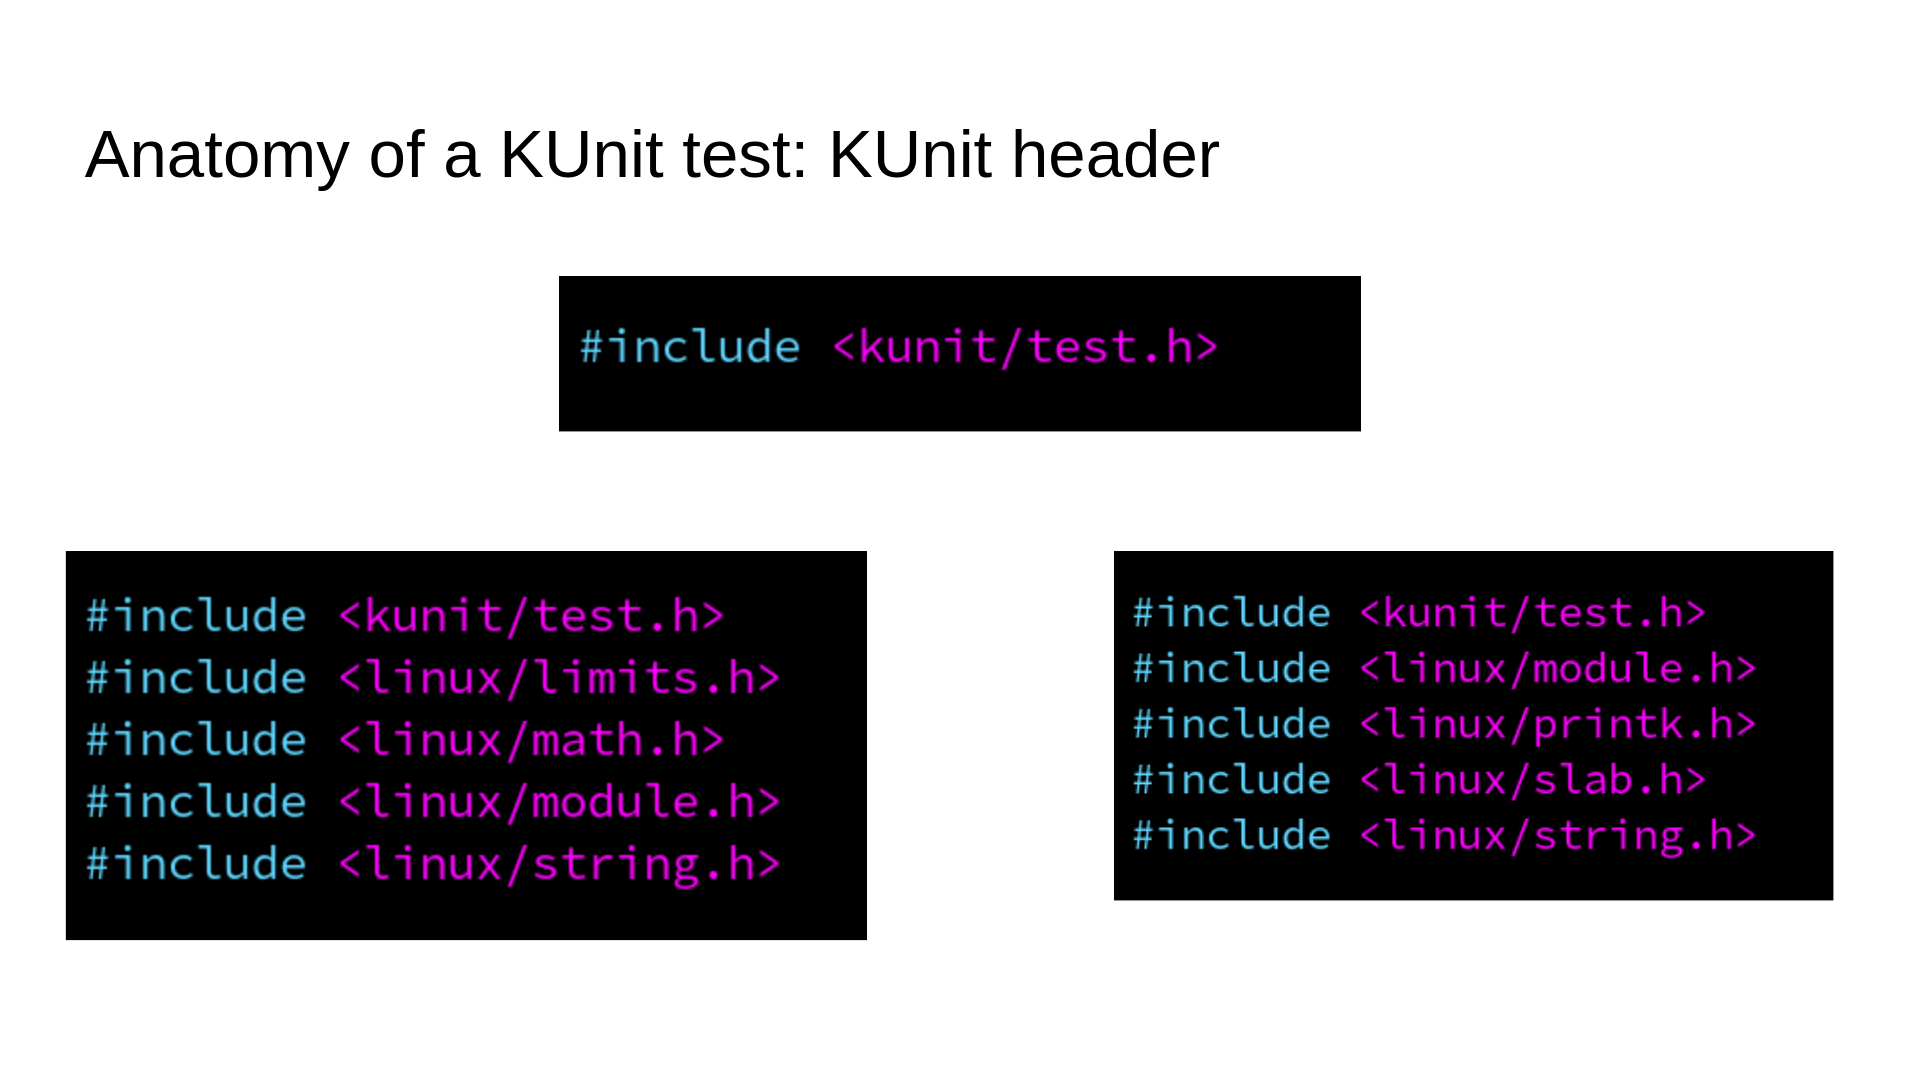 Anatomy of a KUnit test: KUnit header
#include <kunit/test.h>
#include <kunit/test.h>
#include <linux/limits.h>
#include <linux/math.h>
#include <linux/module.h>
#include <linux/string.h>
#include <kunit/test.h>
#include <linux/module.h>
#include <linux/printk.h>
#include <linux/slab.h>
#include <linux/string.h>